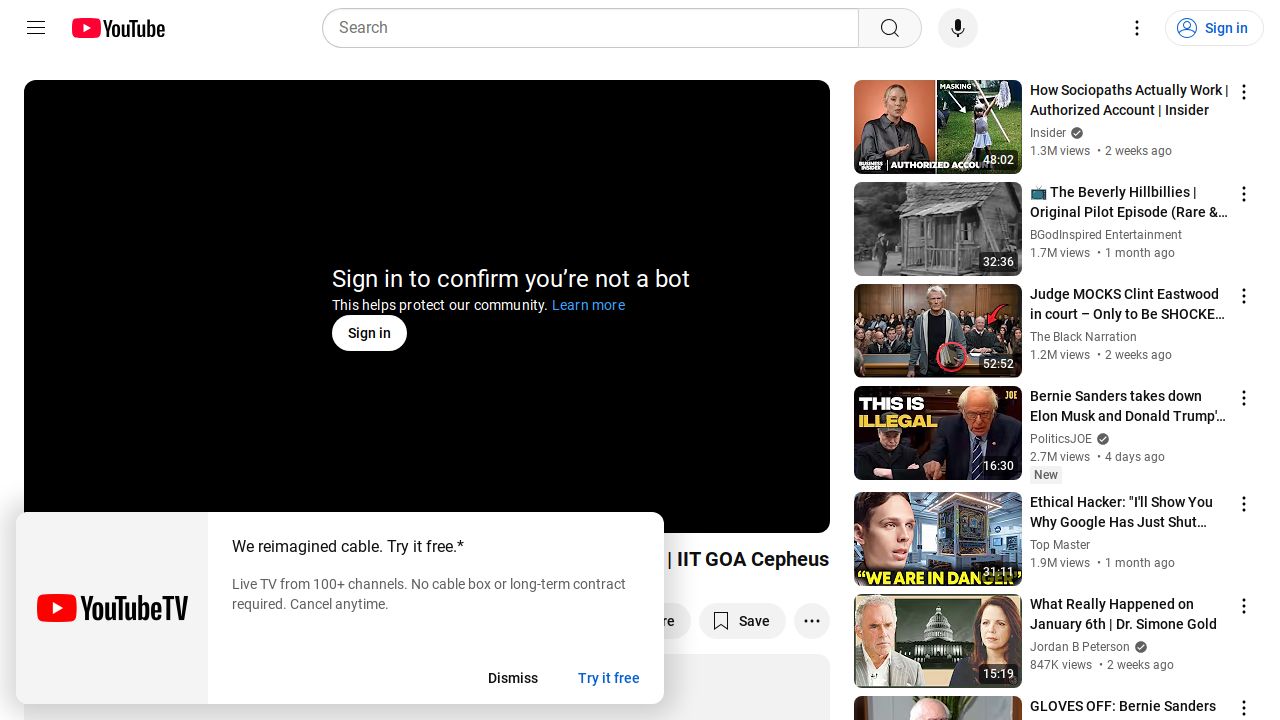 YouTube
Search
Sign in
Sign in to confirm you’re not a bot
This helps protect our community. Learn more
Sign in
| IIT GOA Cepheus
re
Save
We reimagined cable. Try it free.*
Live TV from 100+ channels. No cable box or long-term contract
required. Cancel anytime.
YouTubeTV
Dismiss
Try it free
MASKING
BUSINESS
INSIDER
AUTHORIZED ACCOUNT
48:02
How Sociopaths Actually Work |
Authorized Account | Insider
Insider
1.3M views • 2 weeks ago
32:36
📺 The Beverly Hillbillies |
Original Pilot Episode (Rare &...
BGodInspired Entertainment
1.7M views • 1 month ago
52:52
Judge MOCKS Clint Eastwood
in court – Only to Be SHOCKE...
The Black Narration
1.2M views • 2 weeks ago
THIS IS
ILLEGAL
JOE
16:30
Bernie Sanders takes down
Elon Musk and Donald Trump'...
PoliticsJOE
2.7M views • 4 days ago
New
“WE ARE IN DANGER”
31:11
Ethical Hacker: "I'll Show You
Why Google Has Just Shut...
Top Master
1.9M views • 1 month ago
15:19
What Really Happened on
January 6th | Dr. Simone Gold
Jordan B Peterson
847K views • 2 weeks ago
GLOVES OFF: Bernie Sanders